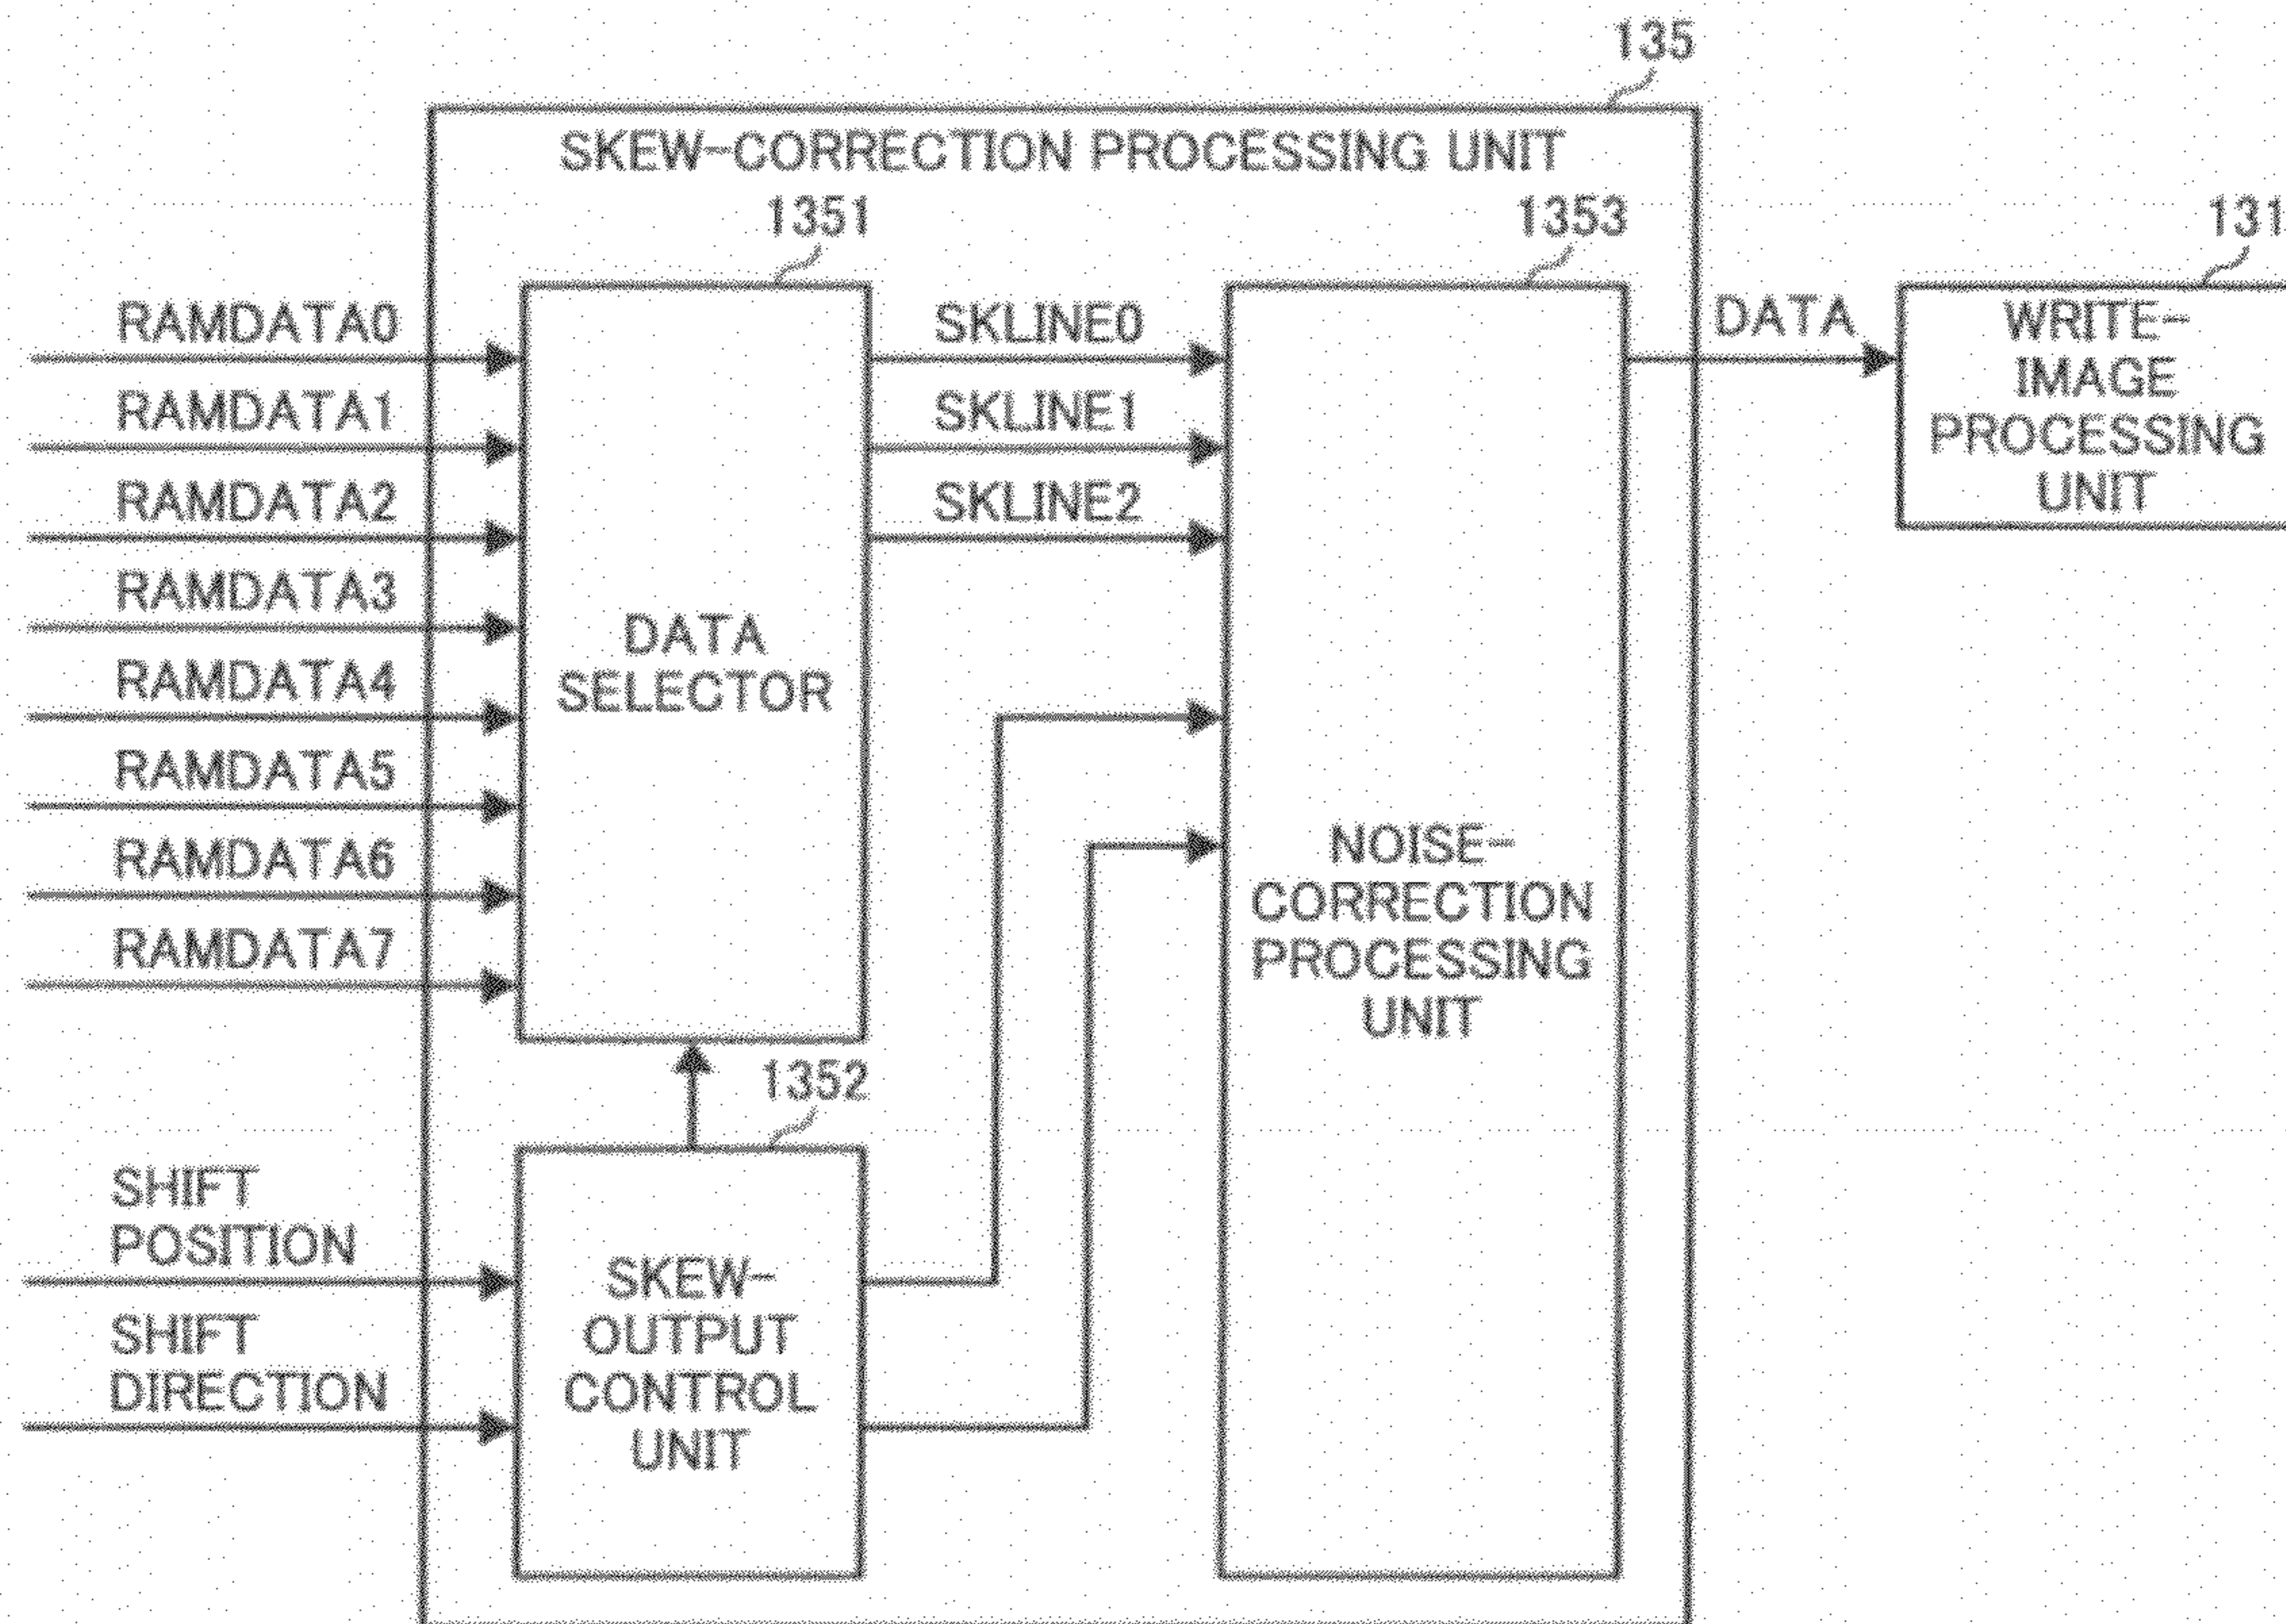 135
SKEW-CORRECTION PROCESSING UNIT
1351
1353
131
RAMDATA0
RAMDATA1
RAMDATA2
RAMDATA3
RAMDATA4
RAMDATA5
RAMDATA6
RAMDATA7
DATA
SELECTOR
SKLINE0
SKLINE1
SKLINE2
NOISE-
CORRECTION
PROCESSING
UNIT
DATA
WRITE-
IMAGE
PROCESSING
UNIT
1352
SHIFT
POSITION
SHIFT
DIRECTION
SKEW-
OUTPUT
CONTROL
UNIT